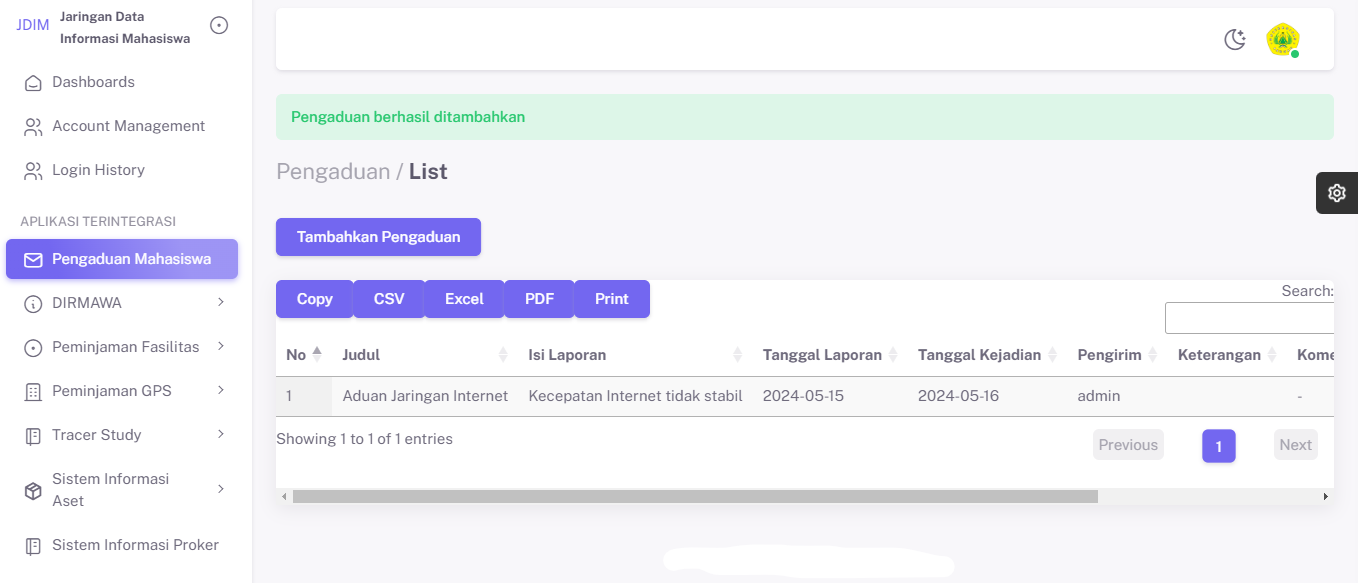 JDIM
Jaringan Data
Informasi Mahasiswa
Dashboards
Account Management
Login History
APLIKASI TERINTEGRASI
Pengaduan Mahasiswa
DIRMAWA
Peminjaman Fasilitas
Peminjaman GPS
Tracer Study
Sistem Informasi
Aset
Sistem Informasi Proker
Pengaduan berhasil ditambahkan
Pengaduan / List
Tambahkan Pengaduan
Copy CSV Excel PDF Print
Search:
No Judul Isi Laporan Tanggal Laporan Tanggal Kejadian Pengirim Keterangan Kome
1 Aduan Jaringan Internet Kecepatan Internet tidak stabil 2024-05-15 2024-05-16 admin -
Showing 1 to 1 of 1 entries
Previous 1 Next